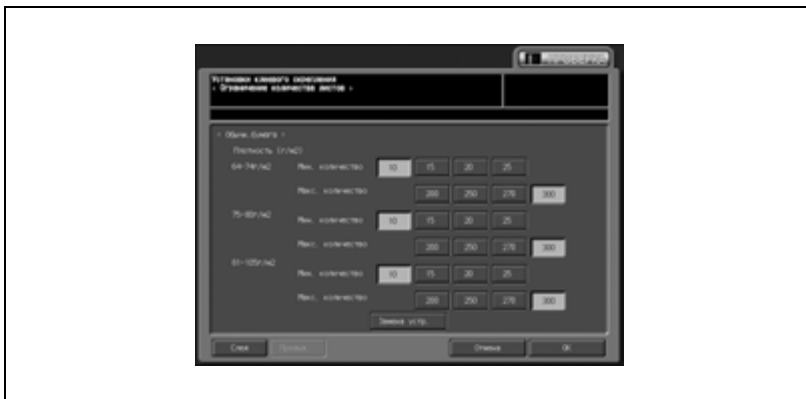 ПРОВЕРКА
Установки клеевого скрепления
‹ Ограничение количества листов ›
‹ Обычн.бумага ›
Плотность (г/м2)
64-74г/м2 Мин. количество 10 15 20 25
Макс. количество 200 250 270 300
75-80г/м2 Мин. количество 10 15 20 25
Макс. количество 200 250 270 300
81-105г/м2 Мин. количество 10 15 20 25
Макс. количество 200 250 270 300
Замена устр.
След Отмена OK